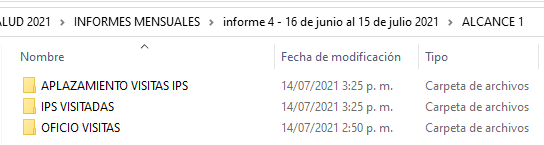 ALUD 2021 > INFORMES MENSUALES > informe 4 - 16 de junio al 15 de julio 2021 > ALCANCE 1
Nombre Fecha de modificación Tipo
APLAZAMIENTO VISITAS IPS 14/07/2021 3:25 p. m. Carpeta de archivos
IPS VISITADAS 14/07/2021 3:25 p. m. Carpeta de archivos
OFICIO VISITAS 14/07/2021 2:50 p. m. Carpeta de archivos